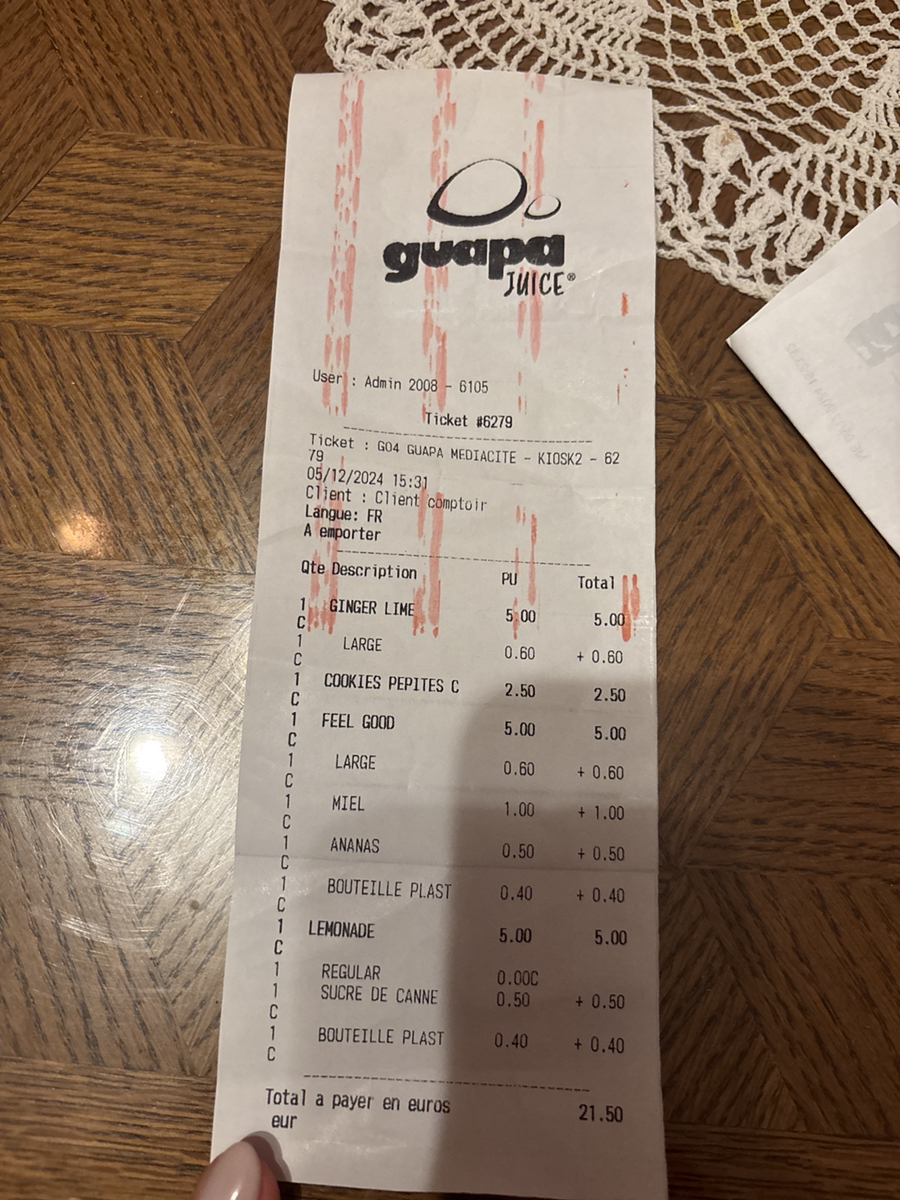 guapa
JUICE®
User : Admin 2008 - 6105
Ticket #6279
Ticket : G04 GUAPA MEDIACITE - KIOSK2 - 62
79
05/12/2024 15:31
Client : Client comptoir
Langue: FR
A emporter
Qte Description PU Total
1 GINGER LIME 5.00 5.00
C
1 LARGE 0.60 + 0.60
C
1 COOKIES PEPITES C 2.50 2.50
C
1 FEEL GOOD 5.00 5.00
C
1 LARGE 0.60 + 0.60
C
1 MIEL 1.00 + 1.00
C
1 ANANAS 0.50 + 0.50
C
1 BOUTEILLE PLAST 0.40 + 0.40
C
1 LEMONADE 5.00 5.00
C
1 REGULAR 0.00C
1 SUCRE DE CANNE 0.50 + 0.50
C
1 BOUTEILLE PLAST 0.40 + 0.40
C
Total a payer en euros 21.50
eur